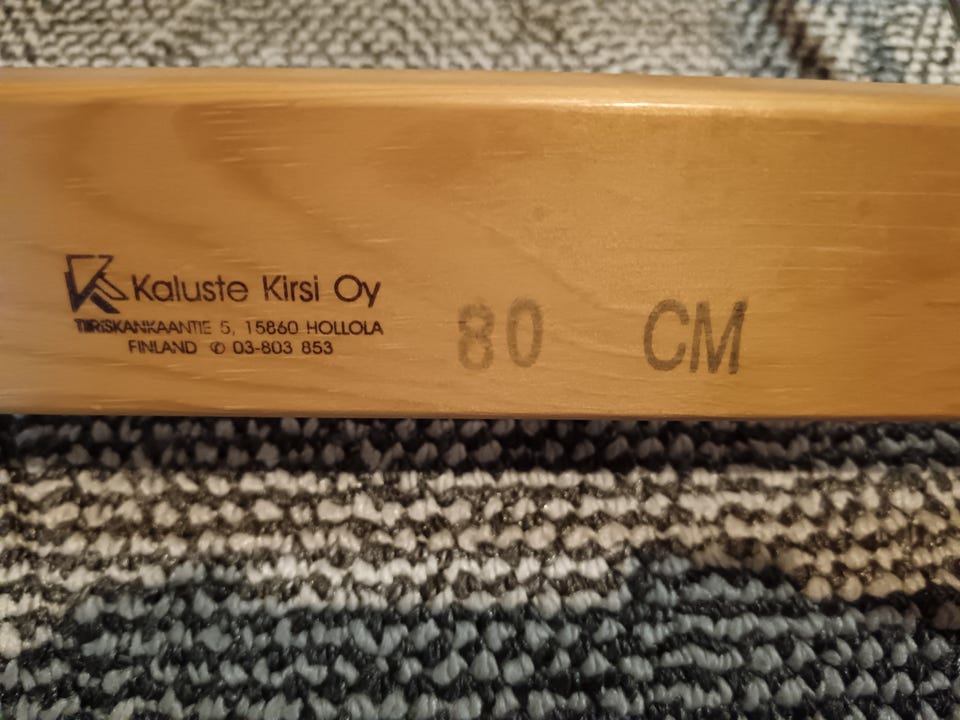 Kaluste Kirsi Oy
TIIRISKANKAANTIE 5, 15860 HOLLOLA
FINLAND ✆ 03-803 853
80 CM